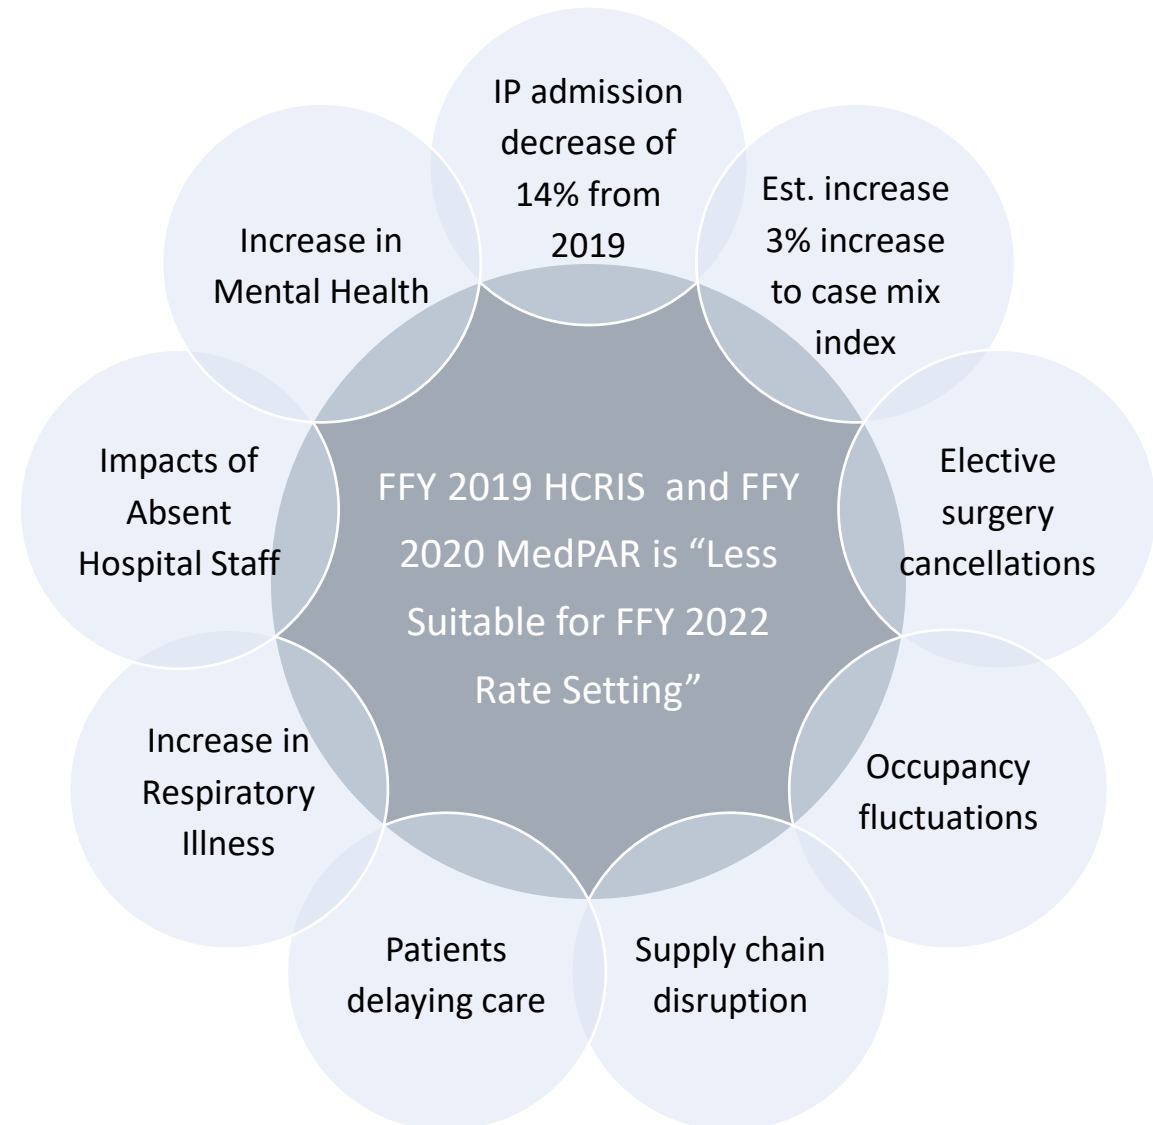 IP admission
decrease of
14% from
2019
Est. increase
3% increase
to case mix
index
Elective
surgery
cancellations
Occupancy
fluctuations
Supply chain
disruption
Patients
delaying care
Increase in
Respiratory
Illness
Impacts of
Absent
Hospital Staff
Increase in
Mental Health
FFY 2019 HCRIS and FFY
2020 MedPAR is “Less
Suitable for FFY 2022
Rate Setting”